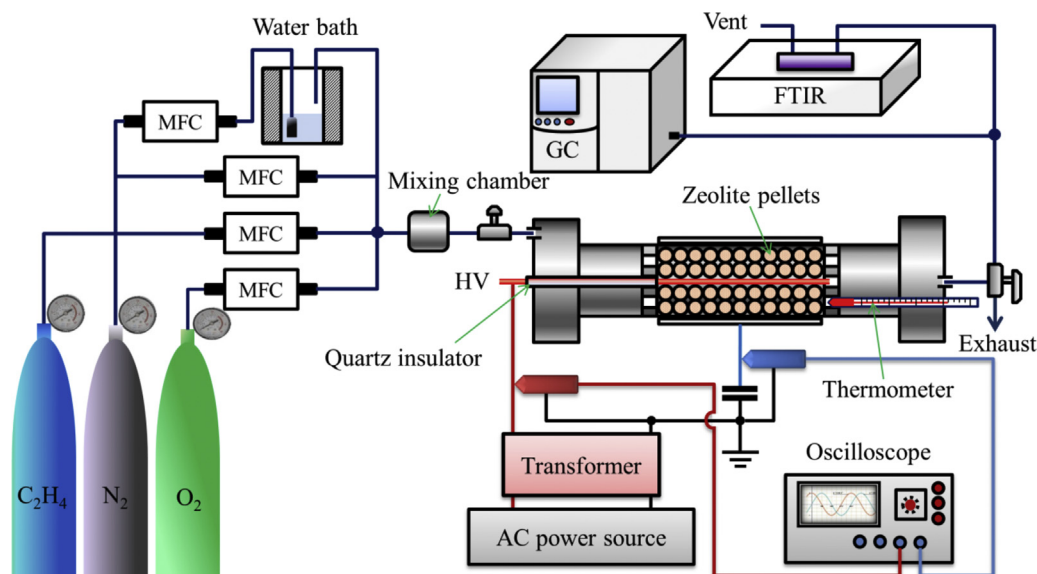 Water bath
Vent
MFC
FTIR
GC
MFC
Mixing chamber
Zeolite pellets
MFC
HV
MFC
Quartz insulator
Exhaust
Thermometer
Transformer
Oscilloscope
C₂H₄
N₂
O₂
AC power source